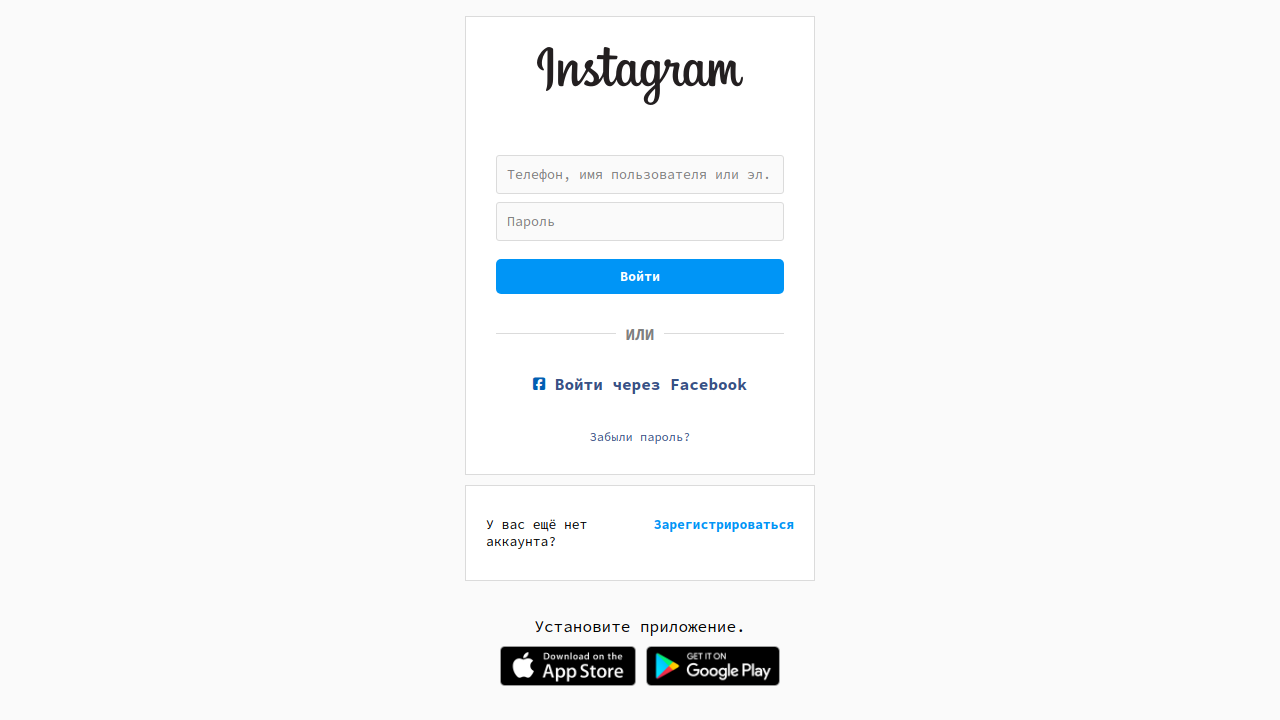 Instagram
Телефон, имя пользователя или эл.
Пароль
Войти
ИЛИ
Войти через Facebook
Забыли пароль?
У вас ещё нет
аккаунта?
Зарегистрироваться
Установите приложение.
Download on the
App Store
GET IT ON
Google Play